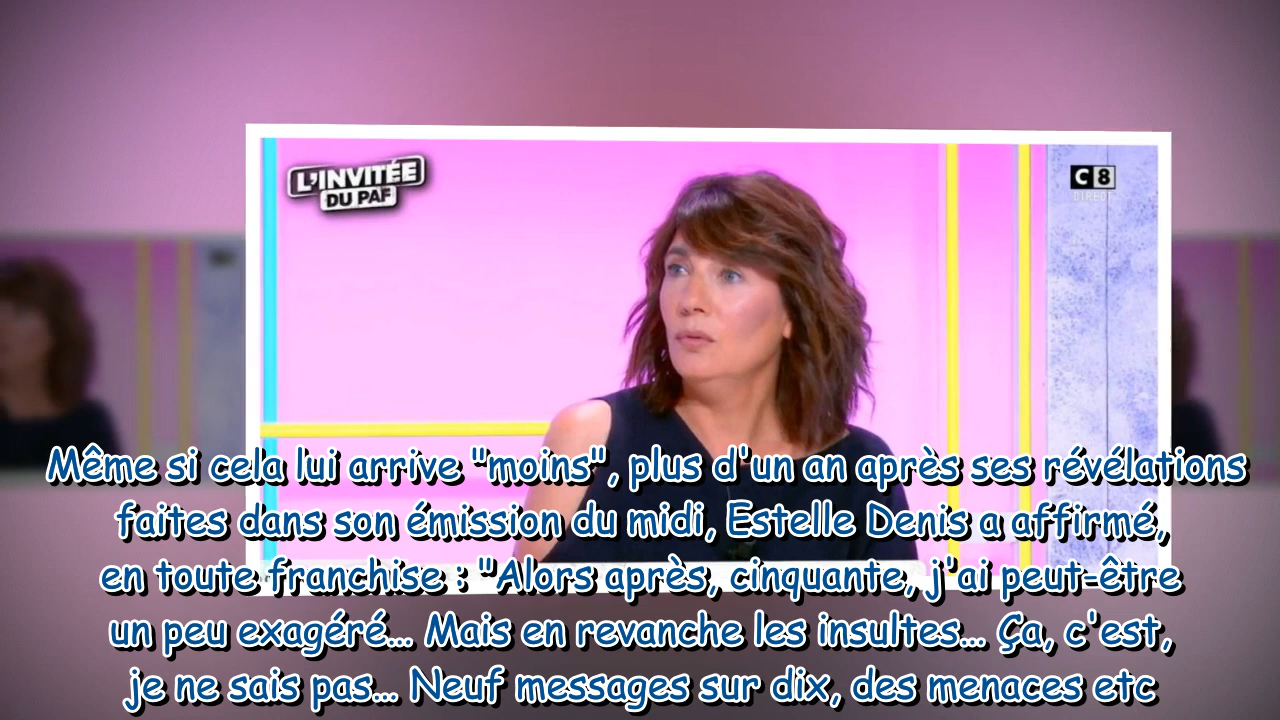 L'INVITÉE
DU PAF
C8
DIRECT
Même si cela lui arrive "moins", plus d'un an après ses révélations
faites dans son émission du midi, Estelle Denis a affirmé,
en toute franchise : "Alors après, cinquante, j'ai peut-être
un peu exagéré... Mais en revanche les insultes... Ça, c'est,
je ne sais pas... Neuf messages sur dix, des menaces etc